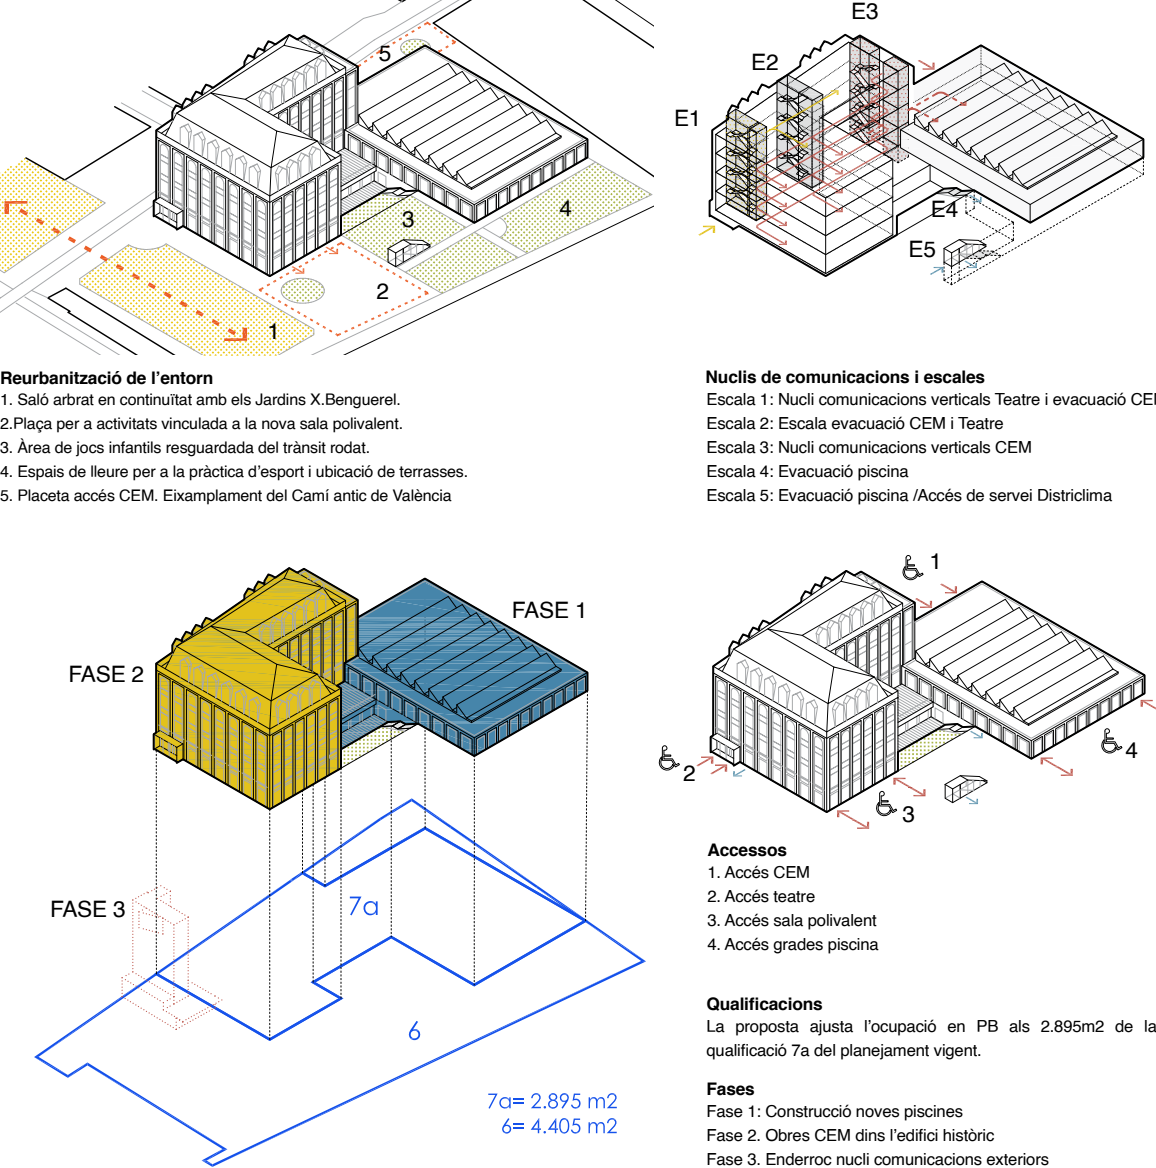 5
3
4
2
1
E3
E2
E1
E4
E5
Reurbanització de l'entorn
1. Saló arbrat en continuïtat amb els Jardins X.Benguerel.
2.Plaça per a activitats vinculada a la nova sala polivalent.
3. Àrea de jocs infantils resguardada del trànsit rodat.
4. Espais de lleure per a la pràctica d'esport i ubicació de terrasses.
5. Placeta accés CEM. Eixamplament del Camí antic de València
Nuclis de comunicacions i escales
Escala 1: Nucli comunicacions verticals Teatre i evacuació
Escala 2: Escala evacuació CEM i Teatre
Escala 3: Nucli comunicacions verticals CEM
Escala 4: Evacuació piscina
Escala 5: Evacuació piscina /Accés de servei Districlima
FASE 1
FASE 2
FASE 3
7a
6
7a= 2.895 m2
6= 4.405 m2
1
2
3
4
Accessos
1. Accés CEM
2. Accés teatre
3. Accés sala polivalent
4. Accés grades piscina
Qualificacions
La proposta ajusta l'ocupació en PB als 2.895m2 de la
qualificació 7a del planejament vigent.
Fases
Fase 1: Construcció noves piscines
Fase 2. Obres CEM dins l'edifici històric
Fase 3. Enderroc nucli comunicacions exteriors